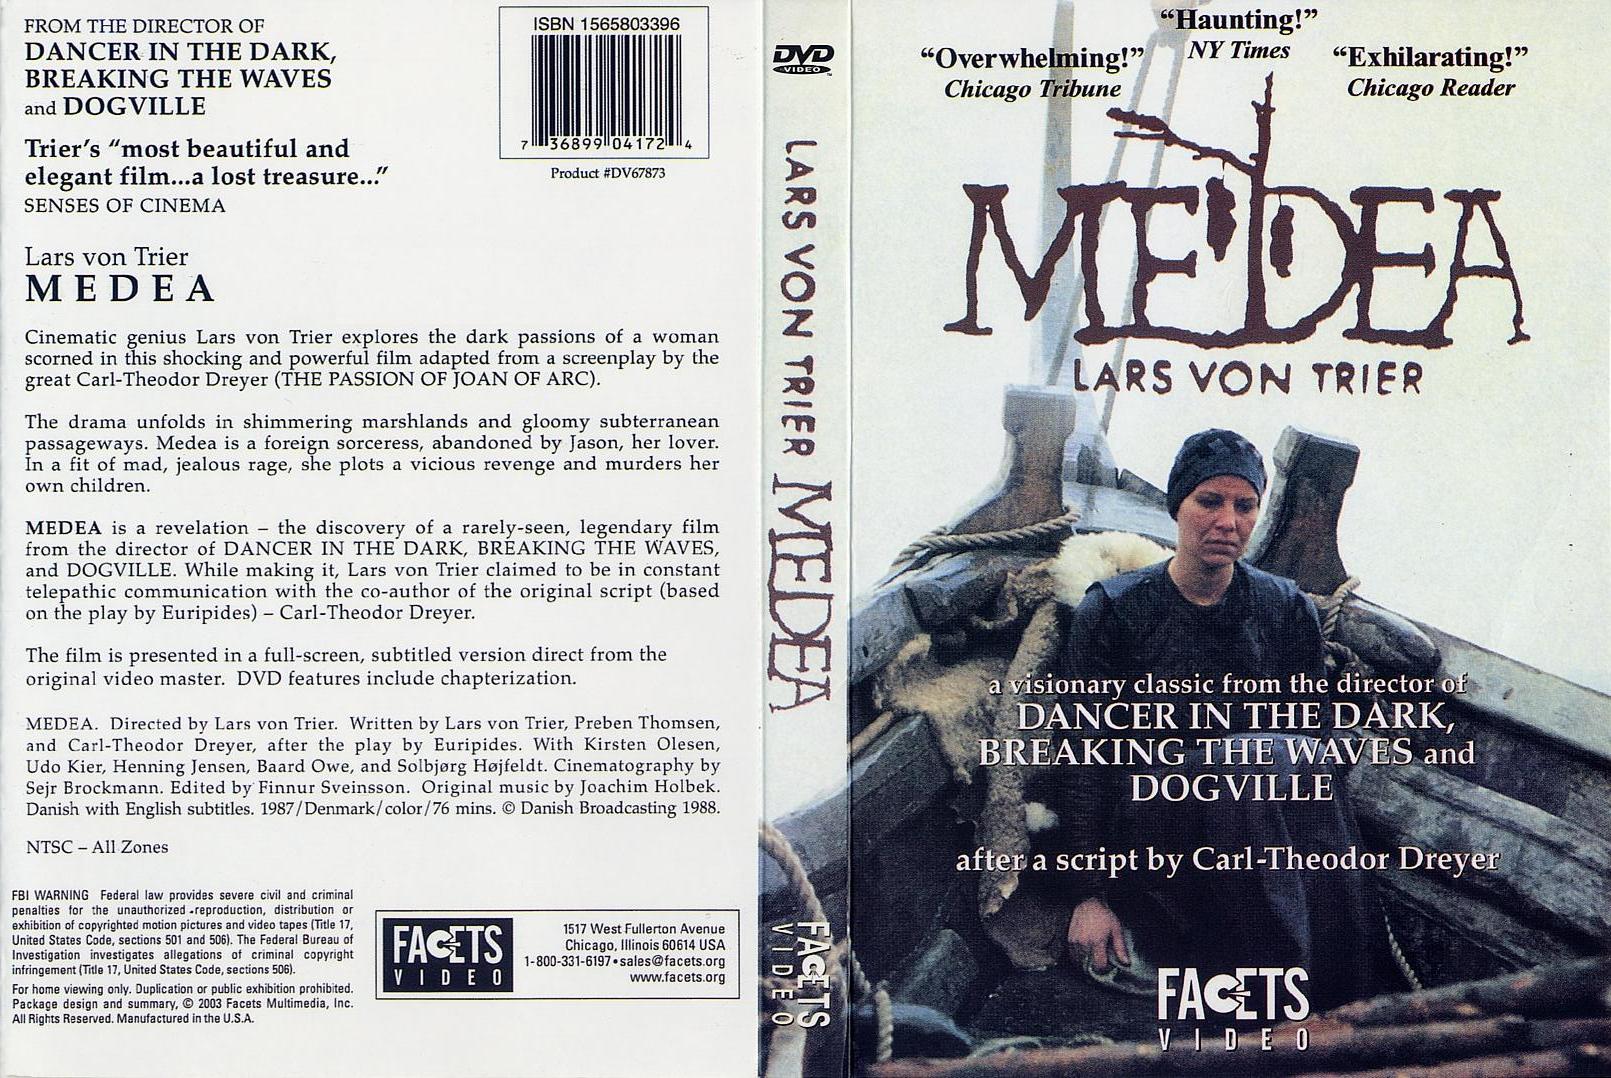 FROM THE DIRECTOR OF
DANCER IN THE DARK,
BREAKING THE WAVES
and DOGVILLE
Trier's "most beautiful and
elegant film...a lost treasure..."
SENSES OF CINEMA
Lars von Trier
MEDEA
Cinematic genius Lars von Trier explores the dark passions of a woman
scorned in this shocking and powerful film adapted from a screenplay by the
great Carl-Theodor Dreyer (THE PASSION OF JOAN OF ARC).
The drama unfolds in shimmering marshlands and gloomy subterranean
passageways. Medea is a foreign sorceress, abandoned by Jason, her lover.
In a fit of mad, jealous rage, she plots a vicious revenge and murders her
own children.
MEDEA is a revelation – the discovery of a rarely-seen, legendary film
from the director of DANCER IN THE DARK, BREAKING THE WAVES,
and DOGVILLE. While making it, Lars von Trier claimed to be in constant
telepathic communication with the co-author of the original script (based
on the play by Euripides) – Carl-Theodor Dreyer.
The film is presented in a full-screen, subtitled version direct from the
original video master. DVD features include chapterization.
MEDEA. Directed by Lars von Trier. Written by Lars von Trier, Preben Thomsen,
and Carl-Theodor Dreyer, after the play by Euripides. With Kirsten Olesen,
Udo Kier, Henning Jensen, Baard Owe, and Solbjørg Højfeldt. Cinematography by
Sejr Brockmann. Edited by Finnur Sveinsson. Original music by Joachim Holbek.
Danish with English subtitles. 1987/Denmark/color/76 mins. © Danish Broadcasting 1988.
NTSC – All Zones
FBI WARNING Federal law provides severe civil and criminal
penalties for the unauthorized reproduction, distribution or
exhibition of copyrighted motion pictures and video tapes (Title 17,
United States Code, sections 501 and 506). The Federal Bureau of
Investigation investigates allegations of criminal copyright
infringement (Title 17, United States Code, sections 506).
For home viewing only. Duplication or public exhibition prohibited.
Package design and summary, © 2003 Facets Multimedia, Inc.
All Rights Reserved. Manufactured in the U.S.A.
FACETS
VIDEO
1517 West Fullerton Avenue
Chicago, Illinois 60614 USA
1-800-331-6197•sales@facets.org
www.facets.org
ISBN 1565803396
7 36899 04172 4
Product #DV67873
DVD
VIDEO
LARS VON TRIER MEDEA
FACETS
VIDEO
"Haunting!"
NY Times
"Overwhelming!"
Chicago Tribune
"Exhilarating!"
Chicago Reader
MEDEA
LARS VON TRIER
a visionary classic from the director of
DANCER IN THE DARK,
BREAKING THE WAVES and
DOGVILLE
after a script by Carl-Theodor Dreyer
FACETS
VIDEO